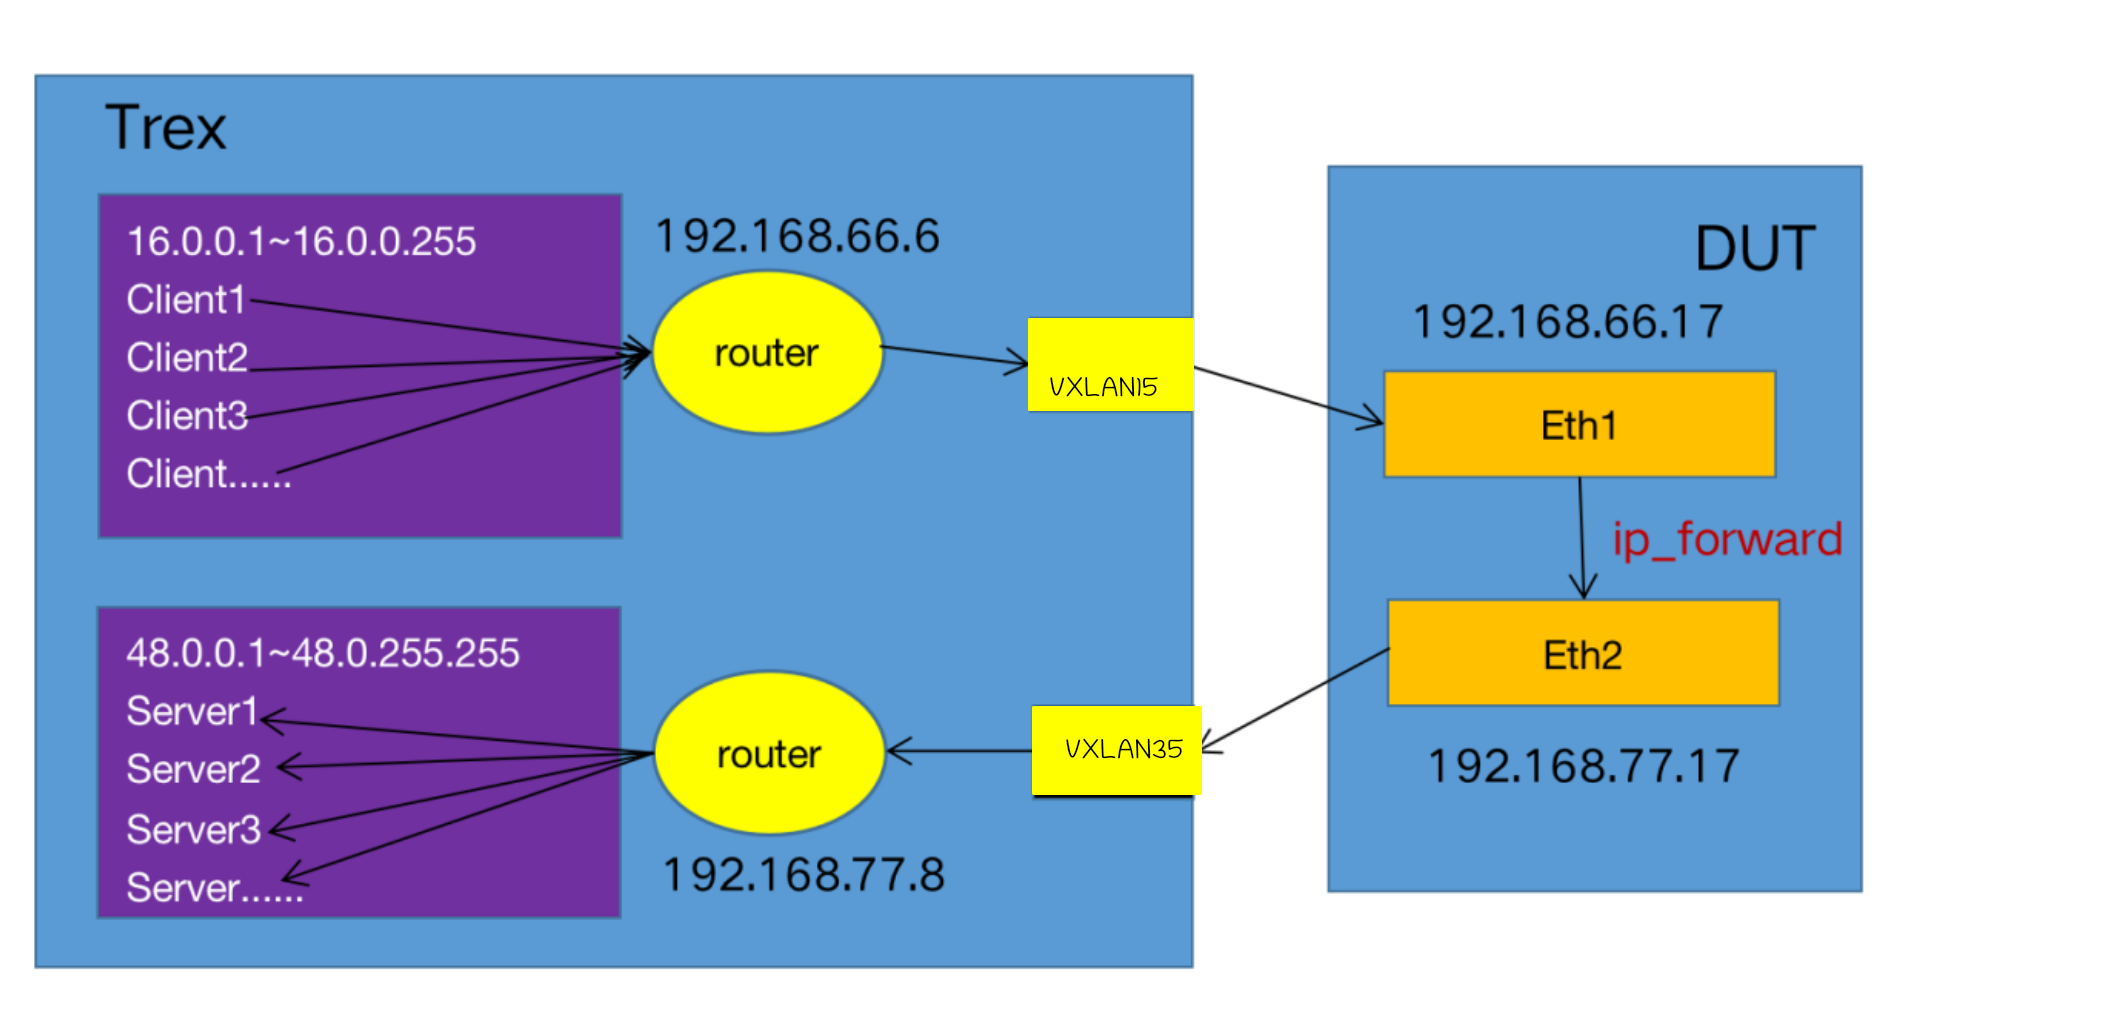 Trex
16.0.0.1~16.0.0.255
Client1
Client2
Client3
Client......
192.168.66.6
router
VXLAN15
DUT
192.168.66.17
Eth1
ip_forward
Eth2
192.168.77.17
48.0.0.1~48.0.255.255
Server1
Server2
Server3
Server......
router
192.168.77.8
VXLAN35